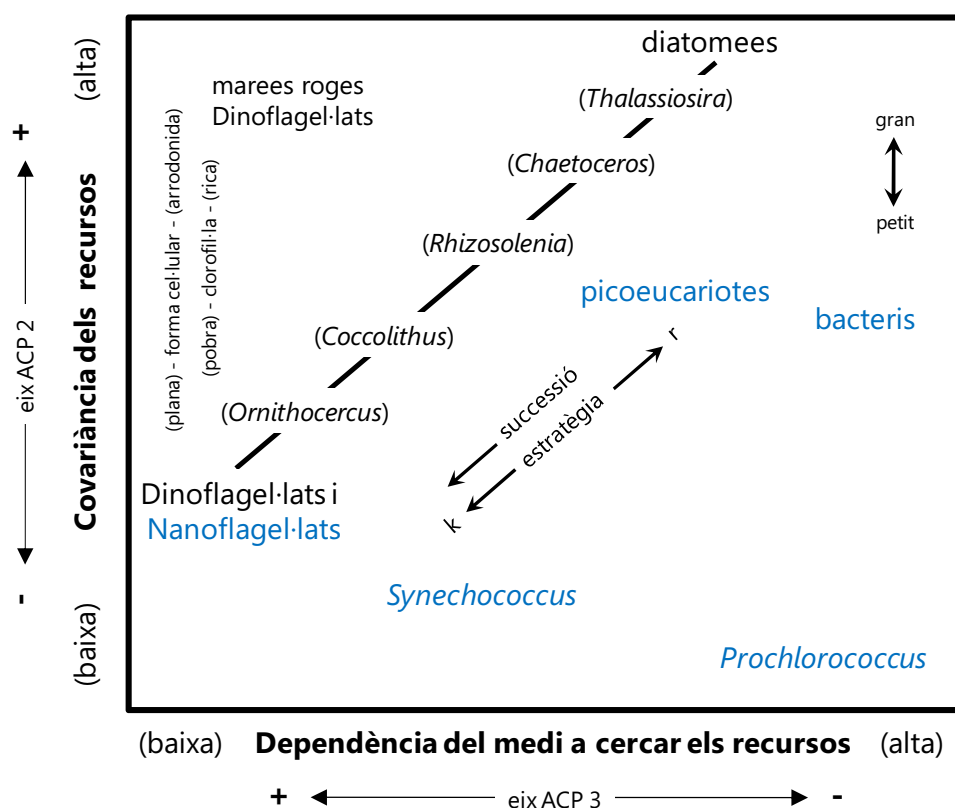 diatomees
(Thalassiosira)
(Chaetoceros)
(Rhizosolenia)
(Coccolithus)
(Ornithocercus)
Dinoflagel·lats i
Nanoflagel·lats
marees roges
Dinoflagel·lats
(plana) - forma cel·lular - (arrodonida)
(pobra) - clorofil·la - (rica)
gran
petit
picoeucariotes
bacteris
successió
estratègia
r
k
Synechococcus
Prochlorococcus
(alta)
Covariància dels recursos
(baixa)
+
eix ACP 2
-
(baixa) Dependència del medi a cercar els recursos (alta)
+ eix ACP 3 -